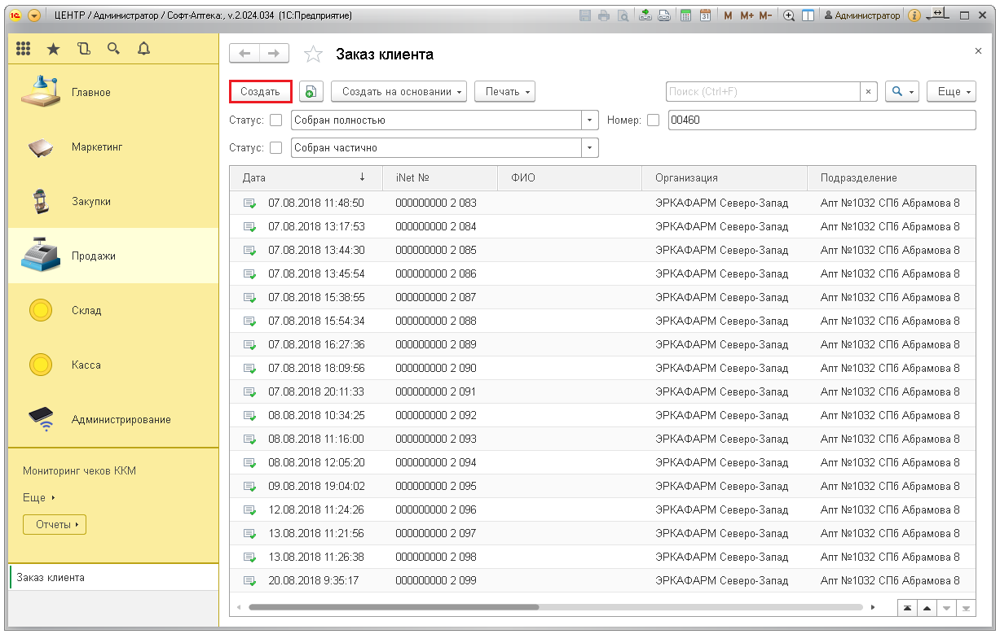 ЦЕНТР / Администратор / Софт-Аптека:, v.2.024.034 (1С:Предприятие)
31 M M+ M- Администратор
Заказ клиента
Создать Создать на основании Печать Поиск (Ctrl+F) Еще
Статус: Собран полностью Номер: 00460
Статус: Собран частично
Главное
Маркетинг
Закупки
Продажи
Склад
Касса
Администрирование
Мониторинг чеков ККМ
Еще
Отчеты
Заказ клиента
Дата iNet № ФИО Организация Подразделение
07.08.2018 11:48:50 000000000 2 083 ЭРКАФАРМ Северо-Запад Апт №1032 СПб Абрамова 8
07.08.2018 13:17:53 000000000 2 084 ЭРКАФАРМ Северо-Запад Апт №1032 СПб Абрамова 8
07.08.2018 13:44:30 000000000 2 085 ЭРКАФАРМ Северо-Запад Апт №1032 СПб Абрамова 8
07.08.2018 13:45:54 000000000 2 086 ЭРКАФАРМ Северо-Запад Апт №1032 СПб Абрамова 8
07.08.2018 15:38:55 000000000 2 087 ЭРКАФАРМ Северо-Запад Апт №1032 СПб Абрамова 8
07.08.2018 15:54:34 000000000 2 088 ЭРКАФАРМ Северо-Запад Апт №1032 СПб Абрамова 8
07.08.2018 16:27:36 000000000 2 089 ЭРКАФАРМ Северо-Запад Апт №1032 СПб Абрамова 8
07.08.2018 18:09:56 000000000 2 090 ЭРКАФАРМ Северо-Запад Апт №1032 СПб Абрамова 8
07.08.2018 20:11:33 000000000 2 091 ЭРКАФАРМ Северо-Запад Апт №1032 СПб Абрамова 8
08.08.2018 10:34:25 000000000 2 092 ЭРКАФАРМ Северо-Запад Апт №1032 СПб Абрамова 8
08.08.2018 11:16:00 000000000 2 093 ЭРКАФАРМ Северо-Запад Апт №1032 СПб Абрамова 8
08.08.2018 12:05:20 000000000 2 094 ЭРКАФАРМ Северо-Запад Апт №1032 СПб Абрамова 8
09.08.2018 19:04:02 000000000 2 095 ЭРКАФАРМ Северо-Запад Апт №1032 СПб Абрамова 8
12.08.2018 11:24:26 000000000 2 096 ЭРКАФАРМ Северо-Запад Апт №1032 СПб Абрамова 8
13.08.2018 11:21:56 000000000 2 097 ЭРКАФАРМ Северо-Запад Апт №1032 СПб Абрамова 8
13.08.2018 11:26:38 000000000 2 098 ЭРКАФАРМ Северо-Запад Апт №1032 СПб Абрамова 8
20.08.2018 9:35:17 000000000 2 099 ЭРКАФАРМ Северо-Запад Апт №1032 СПб Абрамова 8